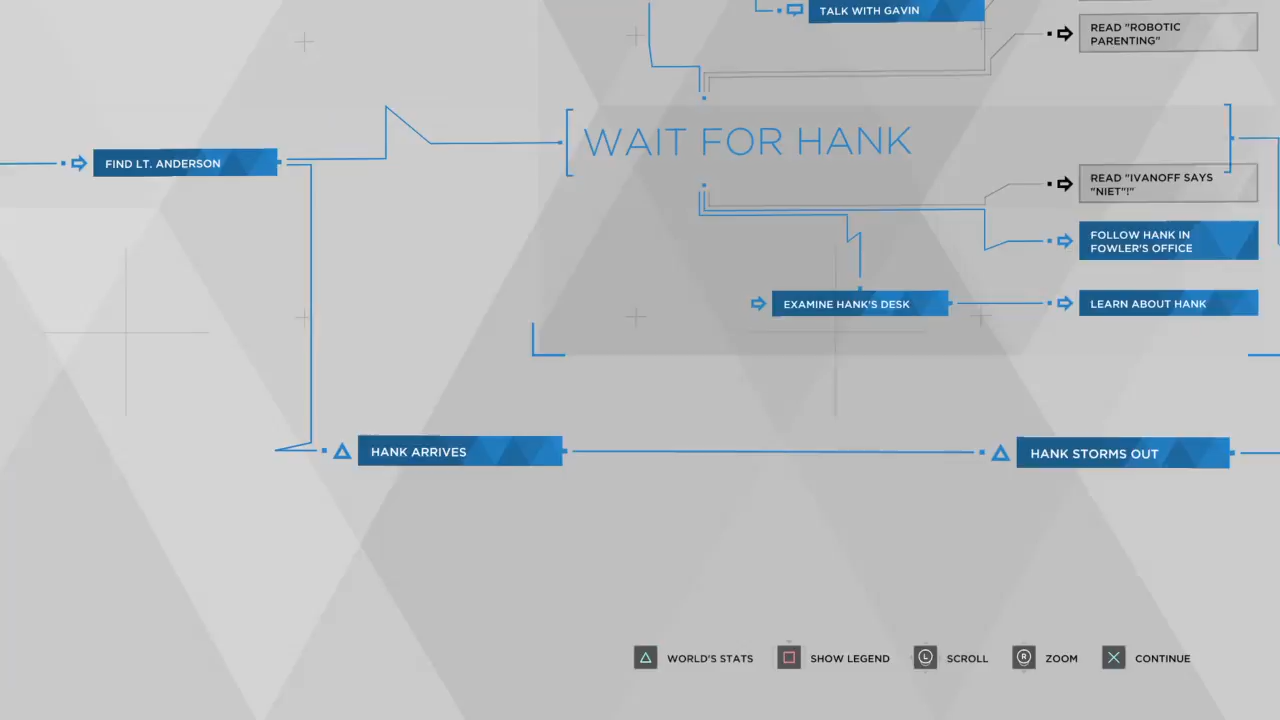 TALK WITH GAVIN
READ "ROBOTIC
PARENTING"
WAIT FOR HANK
FIND LT. ANDERSON
READ "IVANOFF SAYS
"NIET"!"
FOLLOW HANK IN
FOWLER'S OFFICE
EXAMINE HANK'S DESK
LEARN ABOUT HANK
HANK ARRIVES
HANK STORMS OUT
WORLD'S STATS
SHOW LEGEND
L
SCROLL
R
ZOOM
CONTINUE